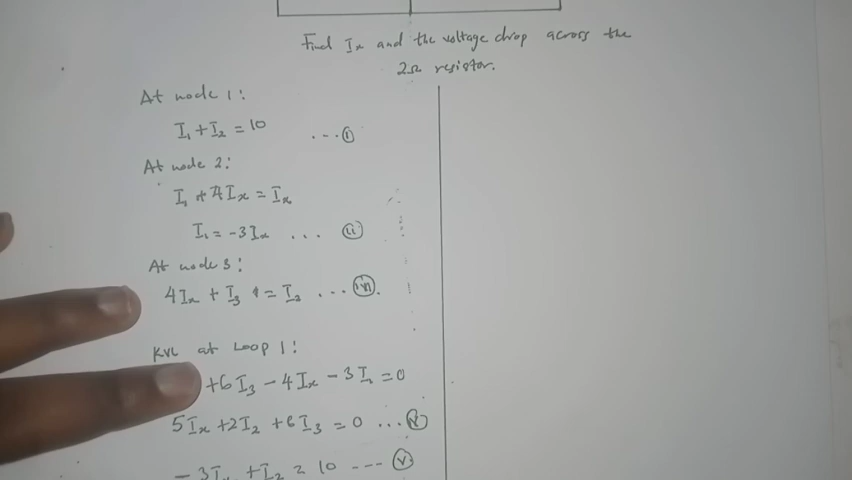 Find Ix and the voltage drop across the
2Ω resistor.
At node 1:
I₁ + I₂ = 10 ... (i)
At node 2:
I₁ + 4Ix = Ix
I₁ = -3Ix ... (ii)
At node 3:
4Ix + I₃ = I₂ ... (iii).
KVL at Loop 1:
+6I₃ - 4Ix - 3I₁ = 0
5Ix + 2I₂ + 6I₃ = 0 ... (iv)
-3Ix + I₂ = 10 --- (v)